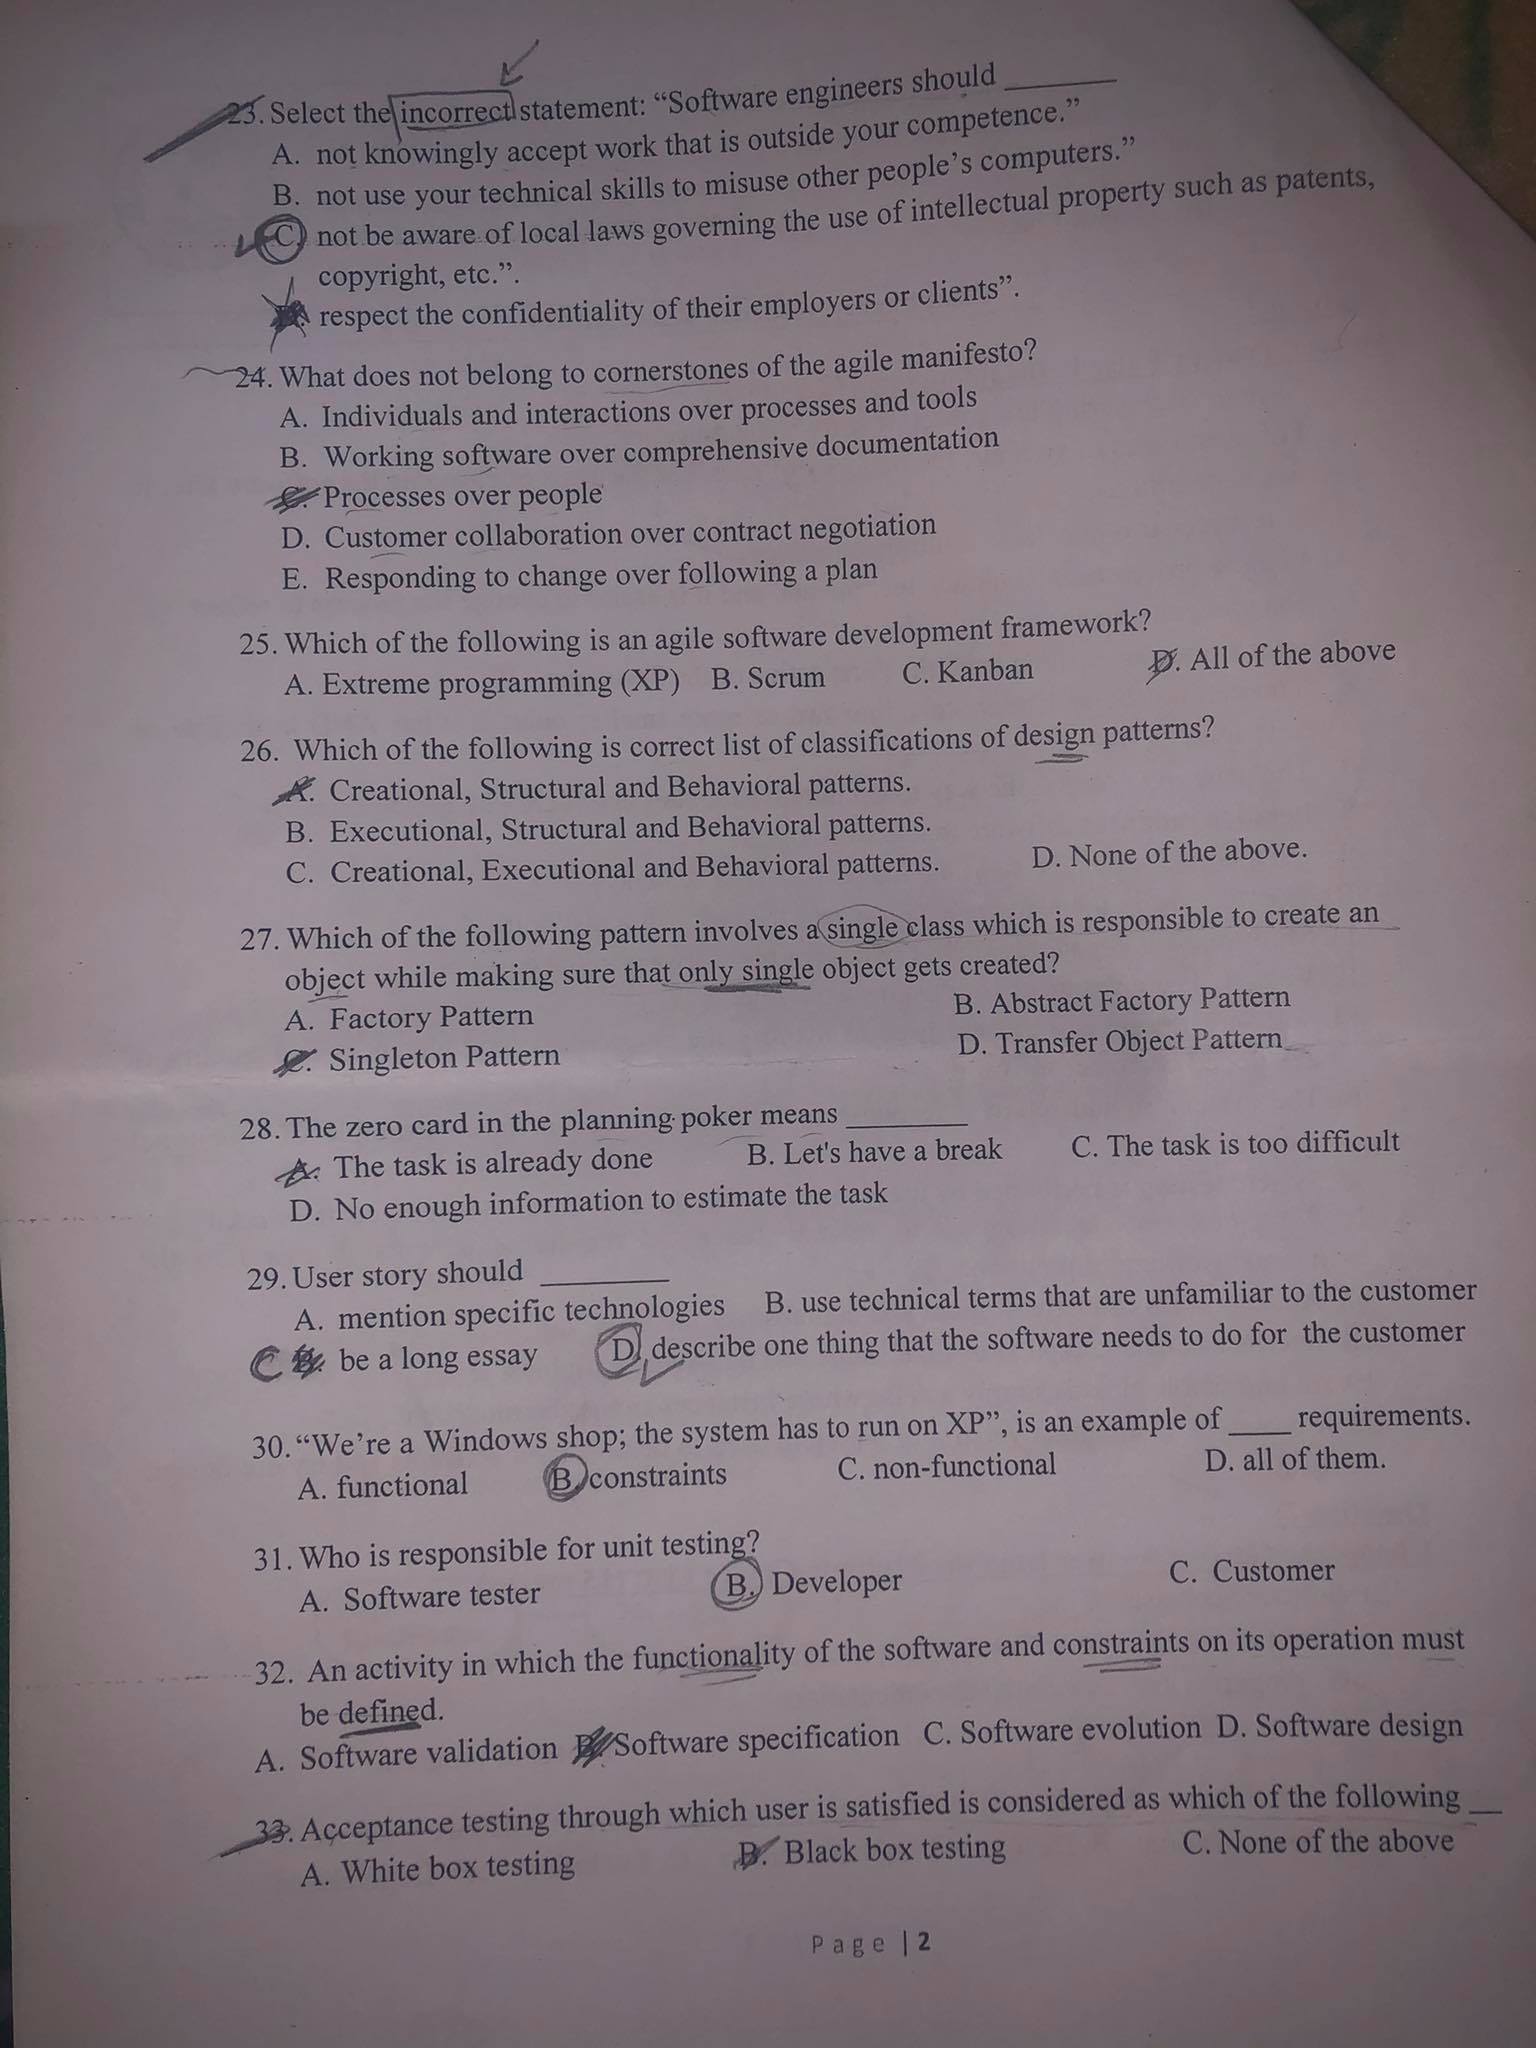 23. Select the incorrect statement: “Software engineers should ______
A. not knowingly accept work that is outside your competence.”
B. not use your technical skills to misuse other people’s computers.”
C. not be aware of local laws governing the use of intellectual property such as patents,
copyright, etc.”.
respect the confidentiality of their employers or clients”.
24. What does not belong to cornerstones of the agile manifesto?
A. Individuals and interactions over processes and tools
B. Working software over comprehensive documentation
C. Processes over people
D. Customer collaboration over contract negotiation
E. Responding to change over following a plan
25. Which of the following is an agile software development framework?
A. Extreme programming (XP) B. Scrum C. Kanban D. All of the above
26. Which of the following is correct list of classifications of design patterns?
A. Creational, Structural and Behavioral patterns.
B. Executional, Structural and Behavioral patterns.
C. Creational, Executional and Behavioral patterns. D. None of the above.
27. Which of the following pattern involves a single class which is responsible to create an
object while making sure that only single object gets created?
A. Factory Pattern B. Abstract Factory Pattern
C. Singleton Pattern D. Transfer Object Pattern
28. The zero card in the planning poker means ______
A. The task is already done B. Let's have a break C. The task is too difficult
D. No enough information to estimate the task
29. User story should ______
A. mention specific technologies B. use technical terms that are unfamiliar to the customer
C B. be a long essay D. describe one thing that the software needs to do for the customer
30. “We’re a Windows shop; the system has to run on XP”, is an example of ____ requirements.
A. functional B. constraints C. non-functional D. all of them.
31. Who is responsible for unit testing?
A. Software tester B. Developer C. Customer
32. An activity in which the functionality of the software and constraints on its operation must
be defined.
A. Software validation B. Software specification C. Software evolution D. Software design
33. Acceptance testing through which user is satisfied is considered as which of the following __
A. White box testing B. Black box testing C. None of the above
Page | 2